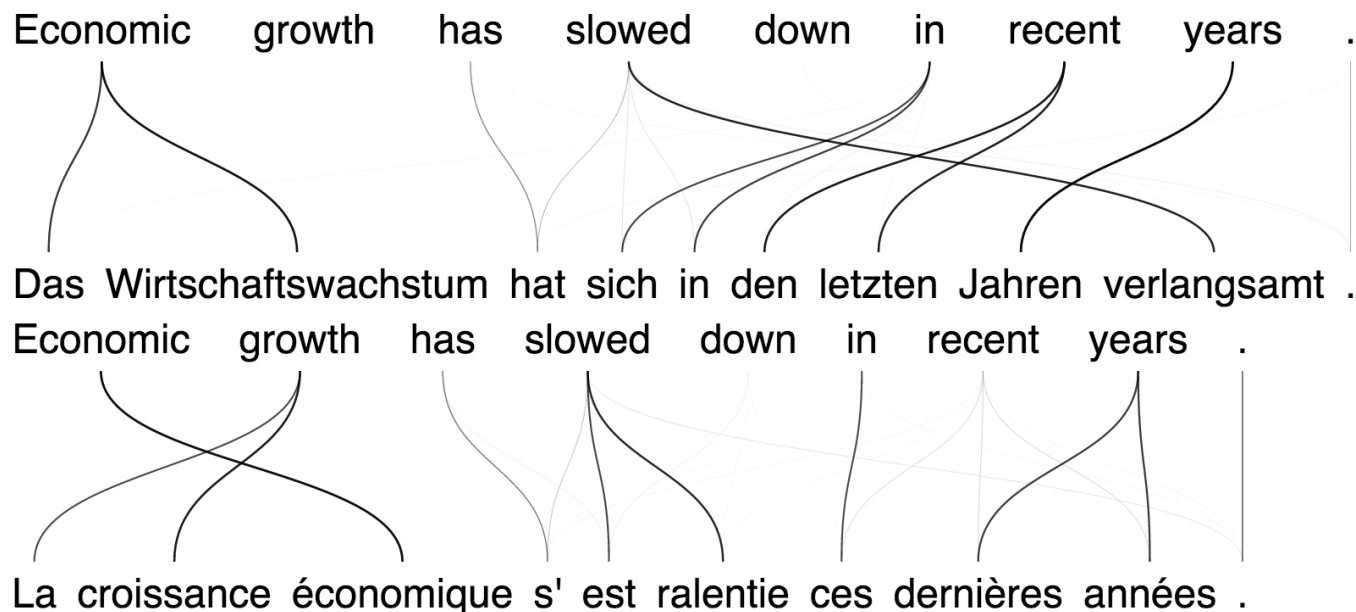 Economic growth has slowed down in recent years .
Das Wirtschaftswachstum hat sich in den letzten Jahren verlangsamt .
Economic growth has slowed down in recent years .
La croissance économique s' est ralentie ces dernières années .